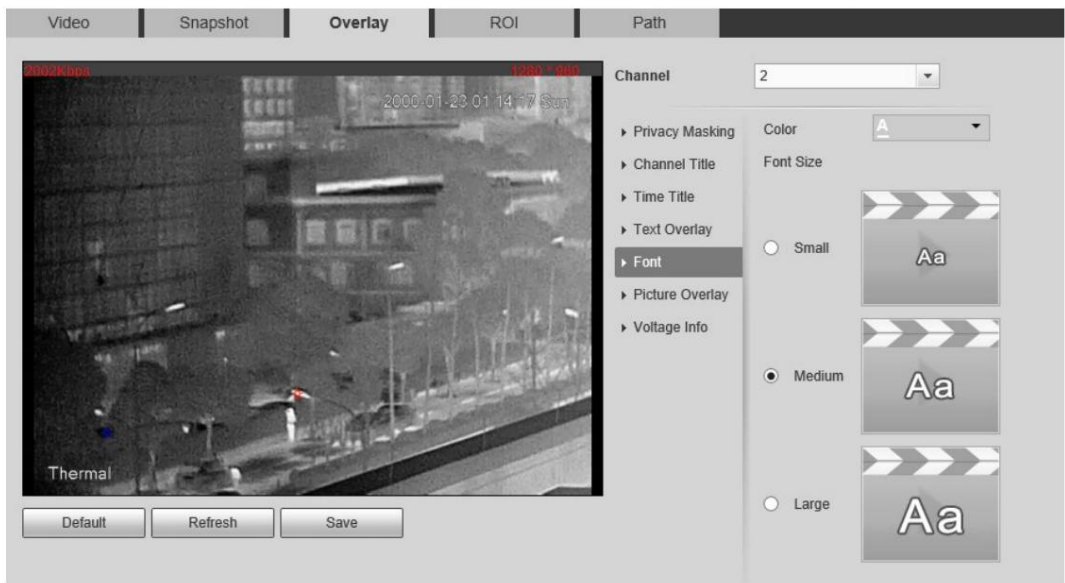 Video Snapshot Overlay ROI Path
2002Kbps 1280 * 960
2000-01-23 01:14:17 Sun
Thermal
Default Refresh Save
Channel 2
Privacy Masking
Channel Title
Time Title
Text Overlay
Font
Picture Overlay
Voltage Info
Color A
Font Size
Small Aa
Medium Aa
Large Aa